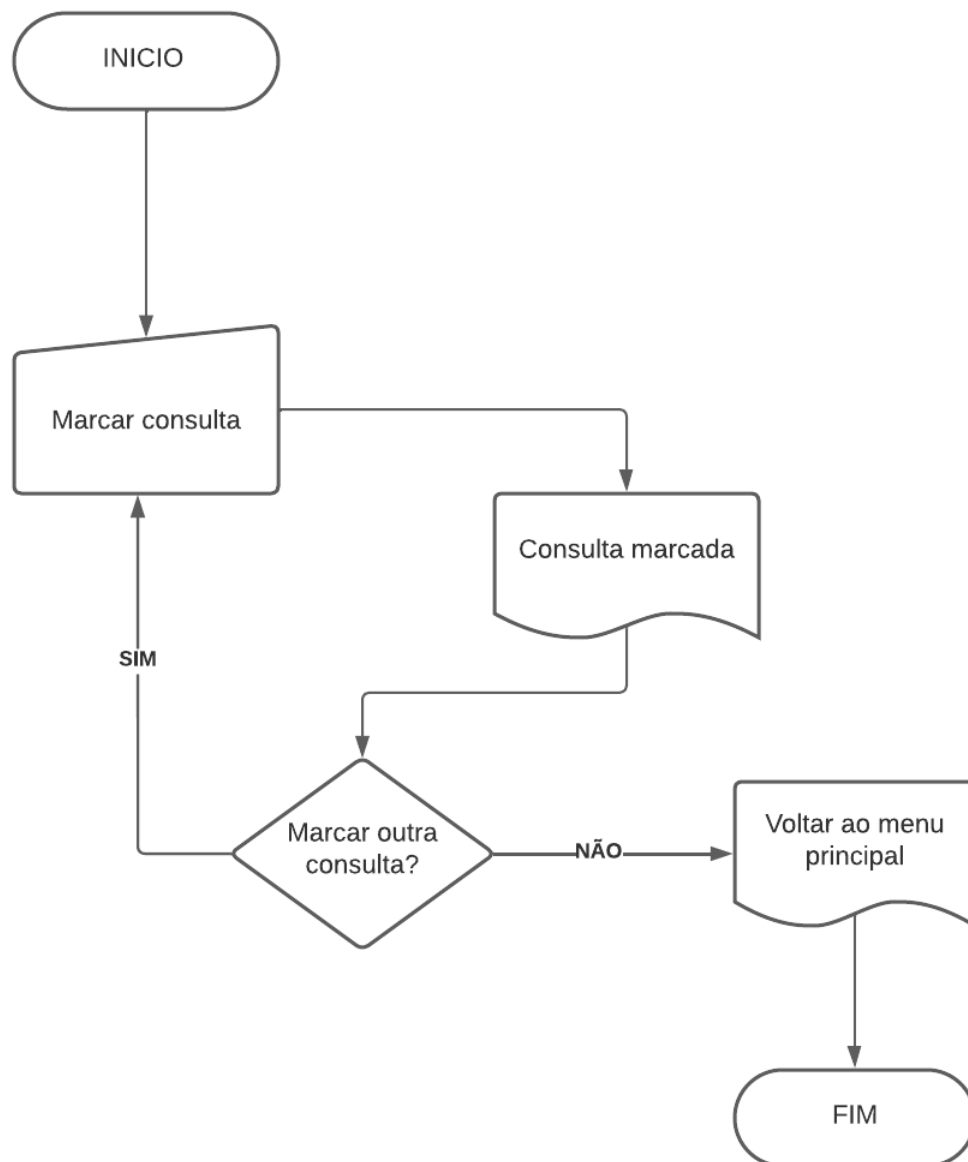 INICIO
Marcar consulta
Consulta marcada
SIM
Marcar outra
consulta?
NÃO
Voltar ao menu
principal
FIM